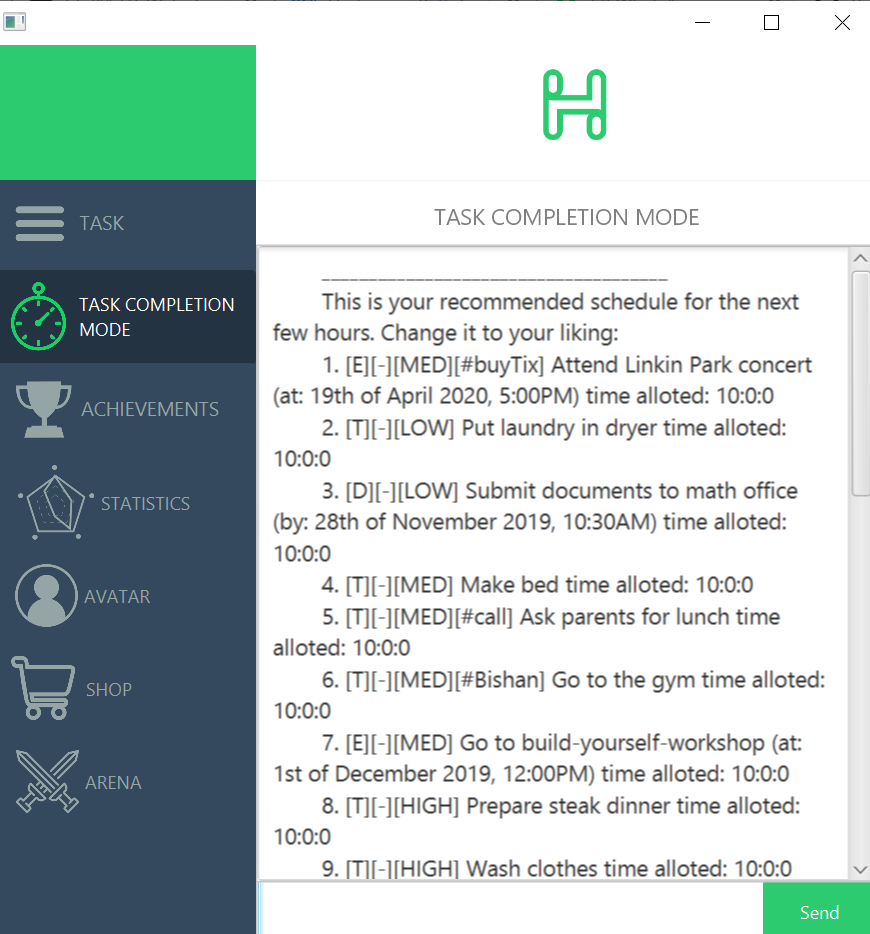 TASK
TASK COMPLETION
MODE
ACHIEVEMENTS
STATISTICS
AVATAR
SHOP
ARENA
TASK COMPLETION MODE
____________________________________
This is your recommended schedule for the next
few hours. Change it to your liking:
1. [E][-][MED][#buyTix] Attend Linkin Park concert
(at: 19th of April 2020, 5:00PM) time alloted: 10:0:0
2. [T][-][LOW] Put laundry in dryer time alloted:
10:0:0
3. [D][-][LOW] Submit documents to math office
(by: 28th of November 2019, 10:30AM) time alloted:
10:0:0
4. [T][-][MED] Make bed time alloted: 10:0:0
5. [T][-][MED][#call] Ask parents for lunch time
alloted: 10:0:0
6. [T][-][MED][#Bishan] Go to the gym time alloted:
10:0:0
7. [E][-][MED] Go to build-yourself-workshop (at:
1st of December 2019, 12:00PM) time alloted: 10:0:0
8. [T][-][HIGH] Prepare steak dinner time alloted:
10:0:0
9. [T][-][HIGH] Wash clothes time alloted: 10:0:0
Send